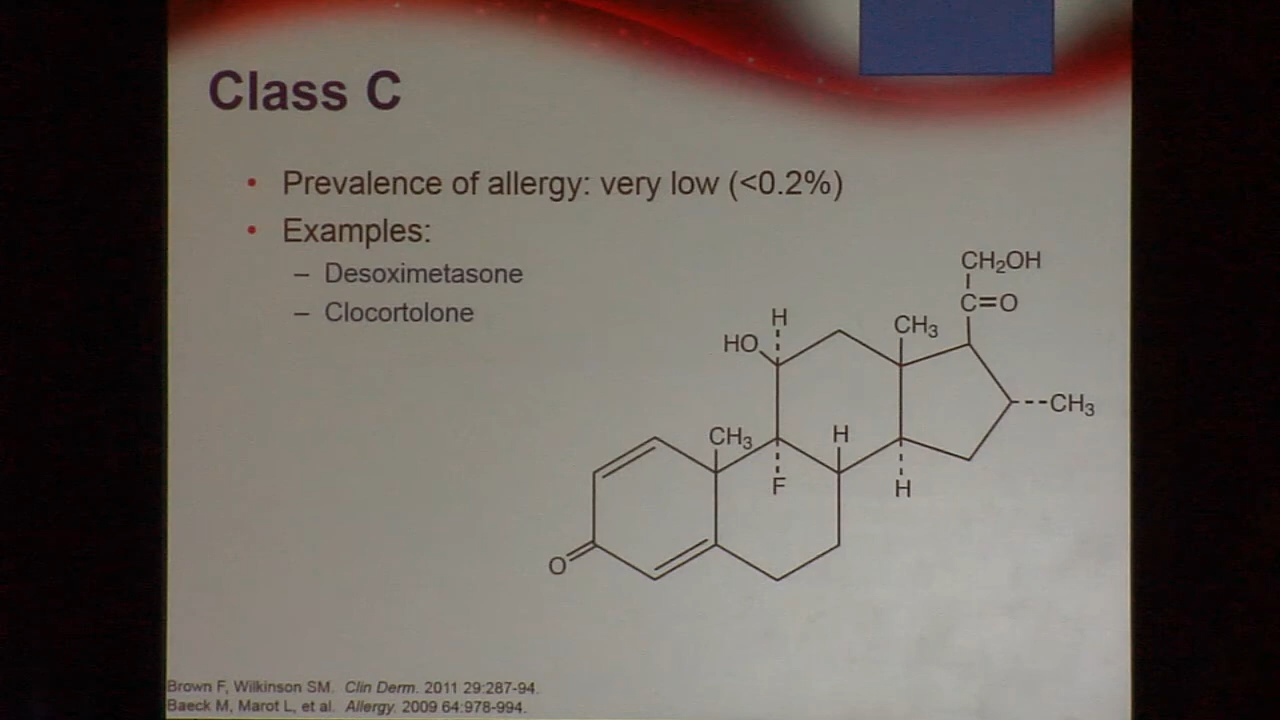 Class C
• Prevalence of allergy: very low (<0.2%)
• Examples:
– Desoximetasone
– Clocortolone
CH₂OH
C=O
H
CH₃
HO
CH₃
CH₃
H
F
H
O
Brown F, Wilkinson SM. Clin Derm. 2011 29:287-94.
Baeck M, Marot L, et al. Allergy. 2009 64:978-994.